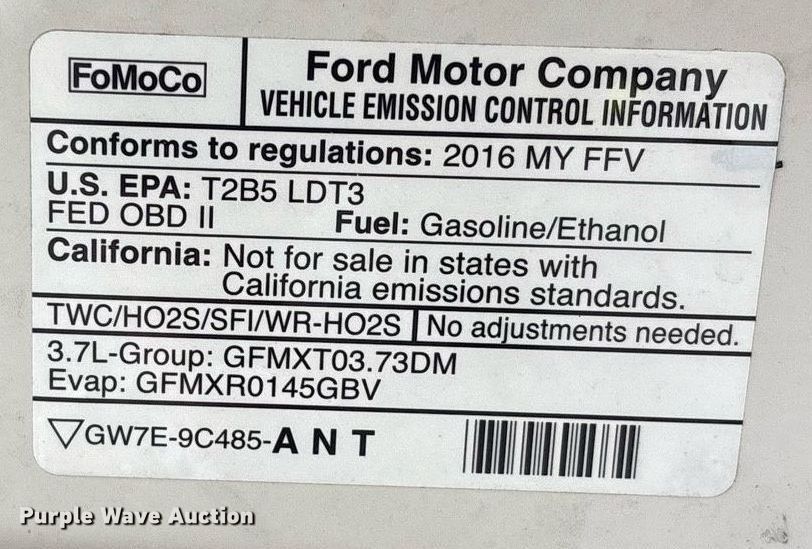 FoMoCo
Ford Motor Company
VEHICLE EMISSION CONTROL INFORMATION
Conforms to regulations: 2016 MY FFV
U.S. EPA: T2B5 LDT3
FED OBD II Fuel: Gasoline/Ethanol
California: Not for sale in states with
California emissions standards.
TWC/HO2S/SFI/WR-HO2S No adjustments needed.
3.7L-Group: GFMXT03.73DM
Evap: GFMXR0145GBV
▽GW7E-9C485-A N T
Purple Wave Auction